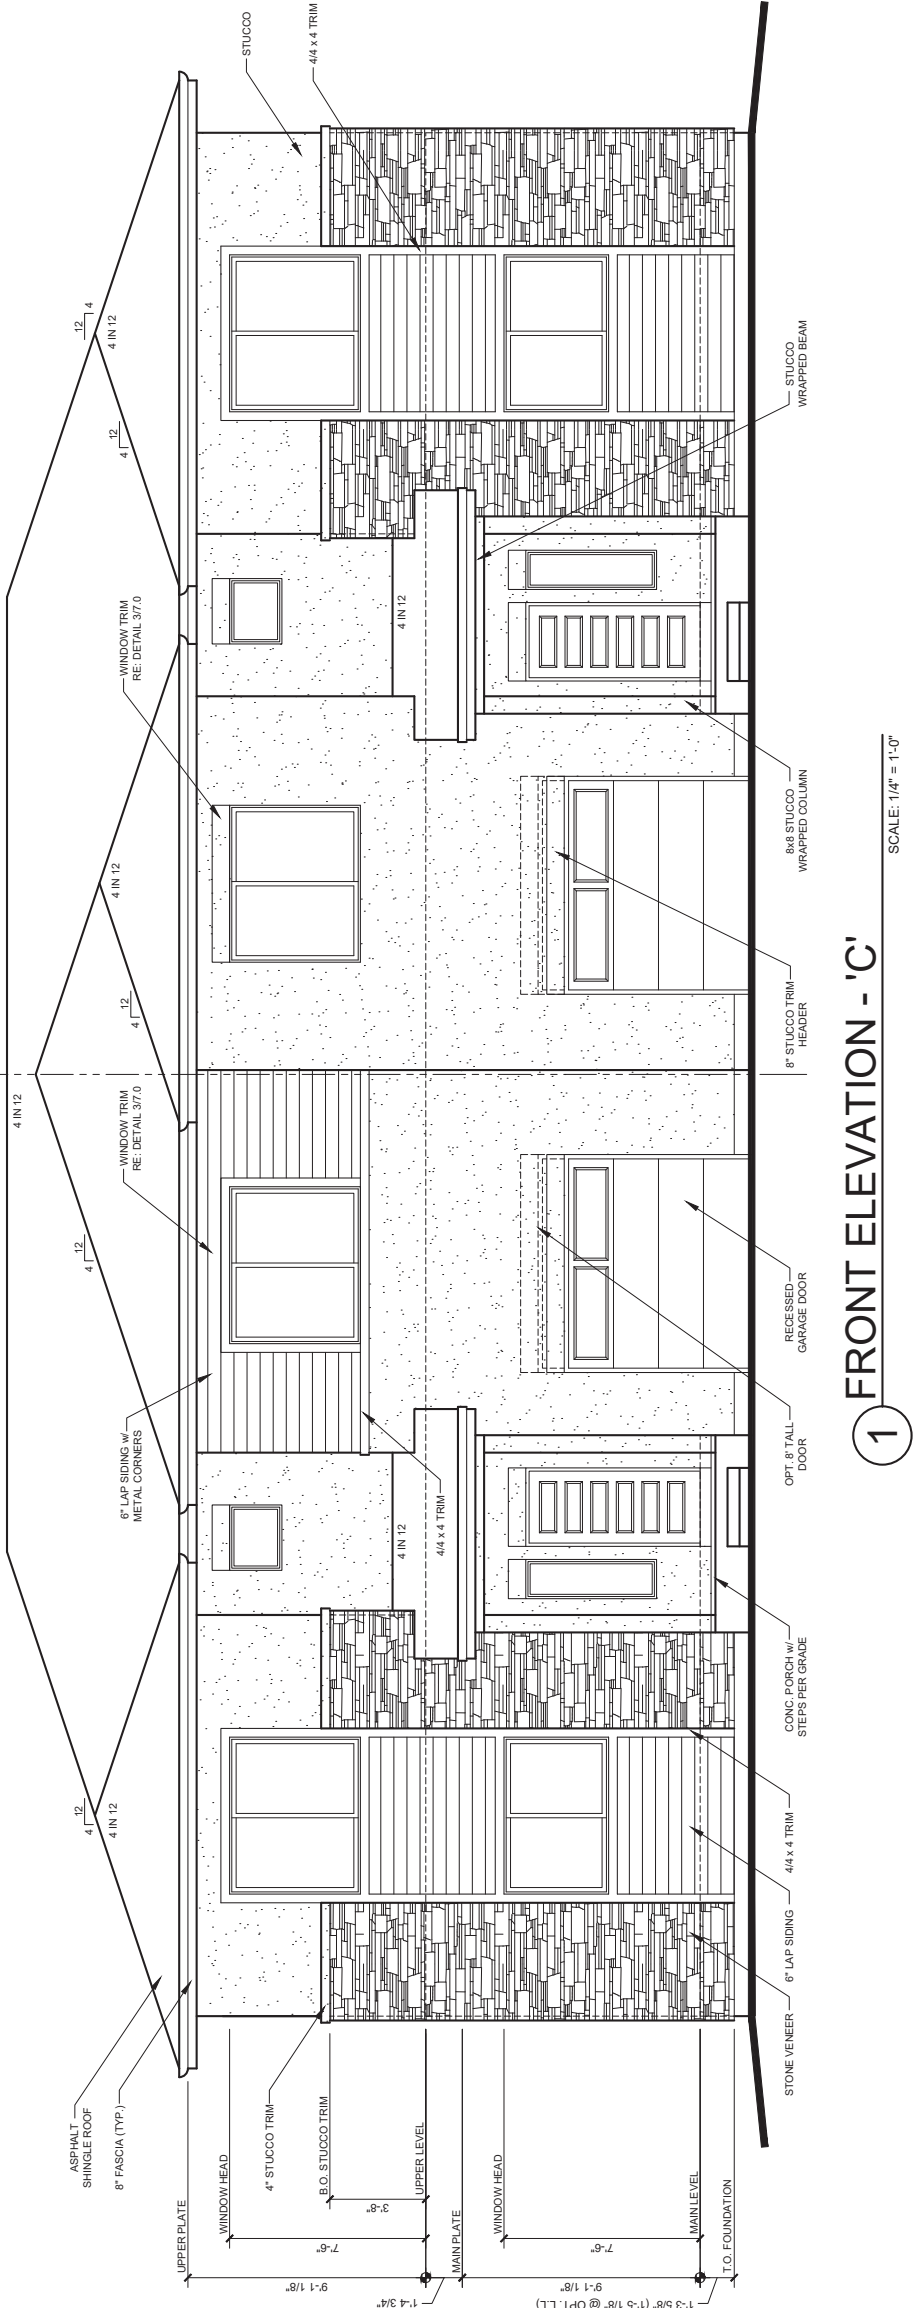 ASPHALT
SHINGLE ROOF
8" FASCIA (TYP.)
UPPER PLATE
WINDOW HEAD
4" STUCCO TRIM
B.O. STUCCO TRIM
UPPER LEVEL
MAIN PLATE
WINDOW HEAD
MAIN LEVEL
T.O. FOUNDATION
9'-1 1/8"
7'-6"
3'-8"
1'-4 3/4"
9'-1 1/8"
7'-6"
1'-3 5/8" (1'-5 1/8" @ OPT. L.L.)
12
4
4 IN 12
6" LAP SIDING w/
METAL CORNERS
12
4
4 IN 12
WINDOW TRIM
RE: DETAIL 3/7.0
12
4
4 IN 12
WINDOW TRIM
RE: DETAIL 3/7.0
12
4
12
4
4 IN 12
STUCCO
4/4 x 4 TRIM
4 IN 12
4/4 x 4 TRIM
4 IN 12
STONE VENEER
6" LAP SIDING
4/4 x 4 TRIM
CONC. PORCH w/
STEPS PER GRADE
OPT. 8' TALL
DOOR
RECESSED
GARAGE DOOR
8" STUCCO TRIM
HEADER
8x8 STUCCO
WRAPPED COLUMN
STUCCO
WRAPPED BEAM
1
FRONT ELEVATION - 'C'
SCALE: 1/4" = 1'-0"